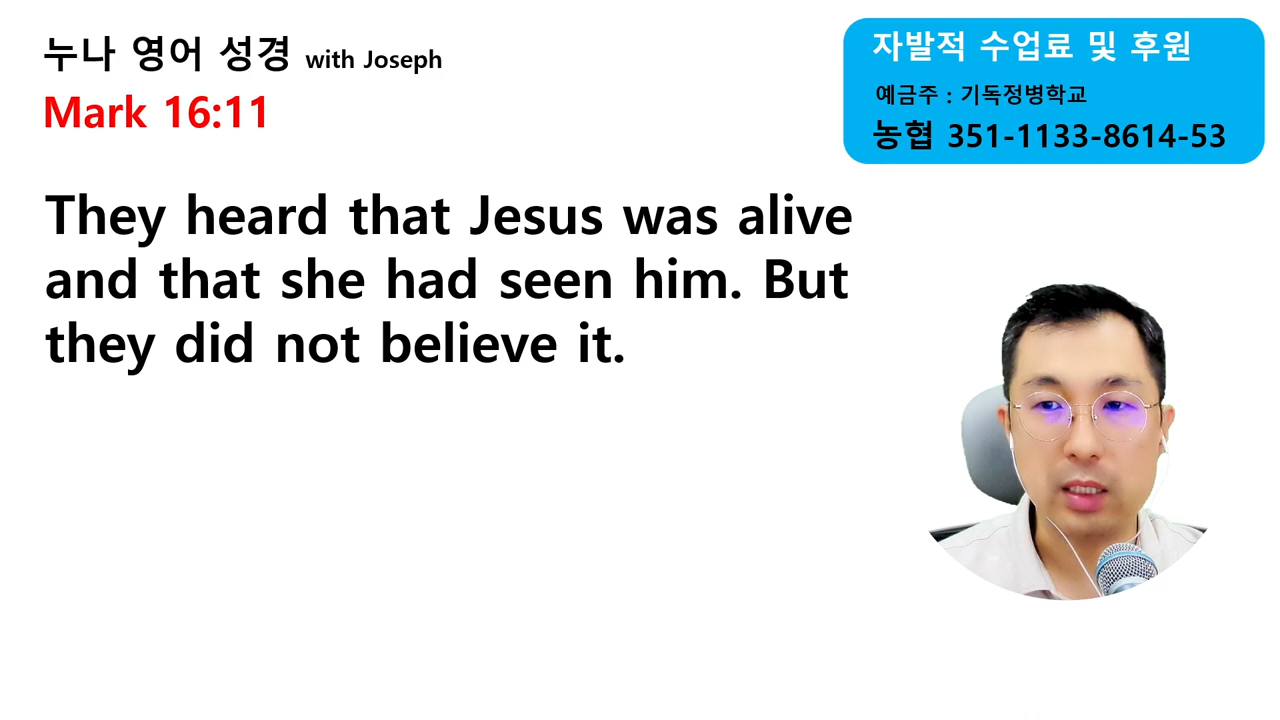 누나 영어 성경 with Joseph
Mark 16:11
자발적 수업료 및 후원
예금주 : 기독정병학교
농협 351-1133-8614-53
They heard that Jesus was alive
and that she had seen him. But
they did not believe it.